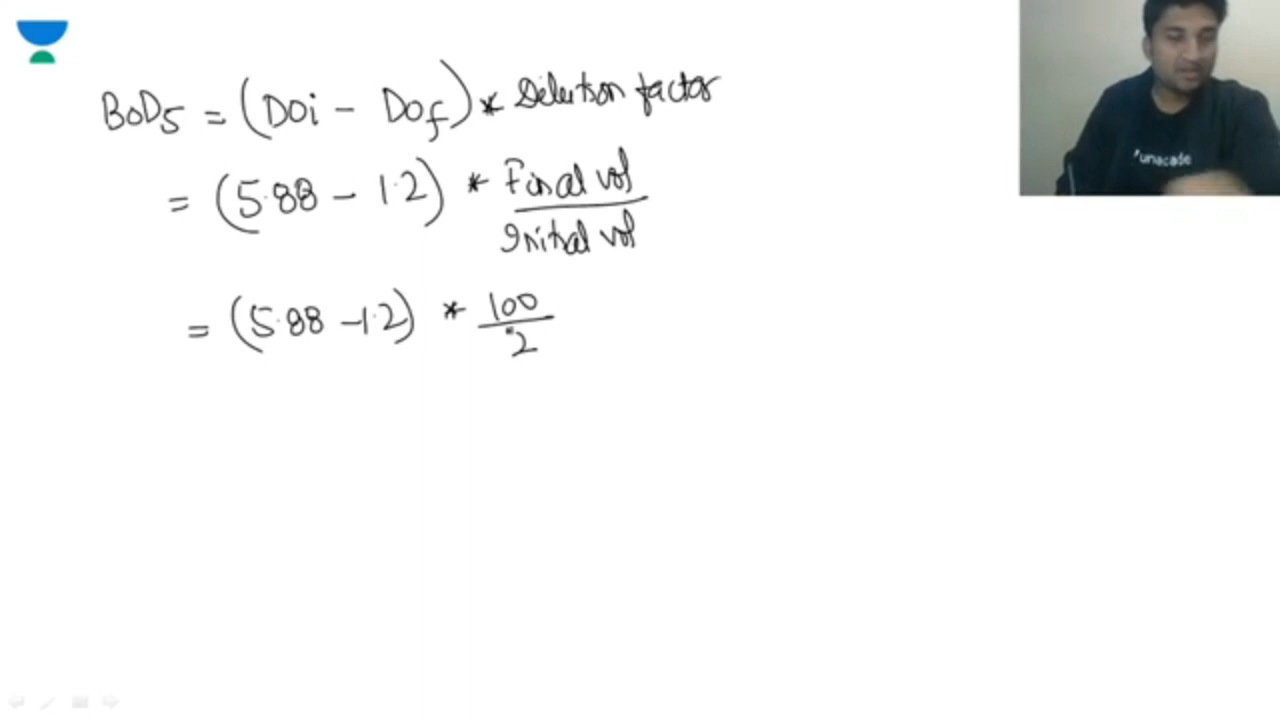 BOD5 = (DOi - DOf) * Dilution factor
= (5.88 - 1.2) * Final vol / Initial vol
= (5.88 - 1.2) * 100 / 2
unacade